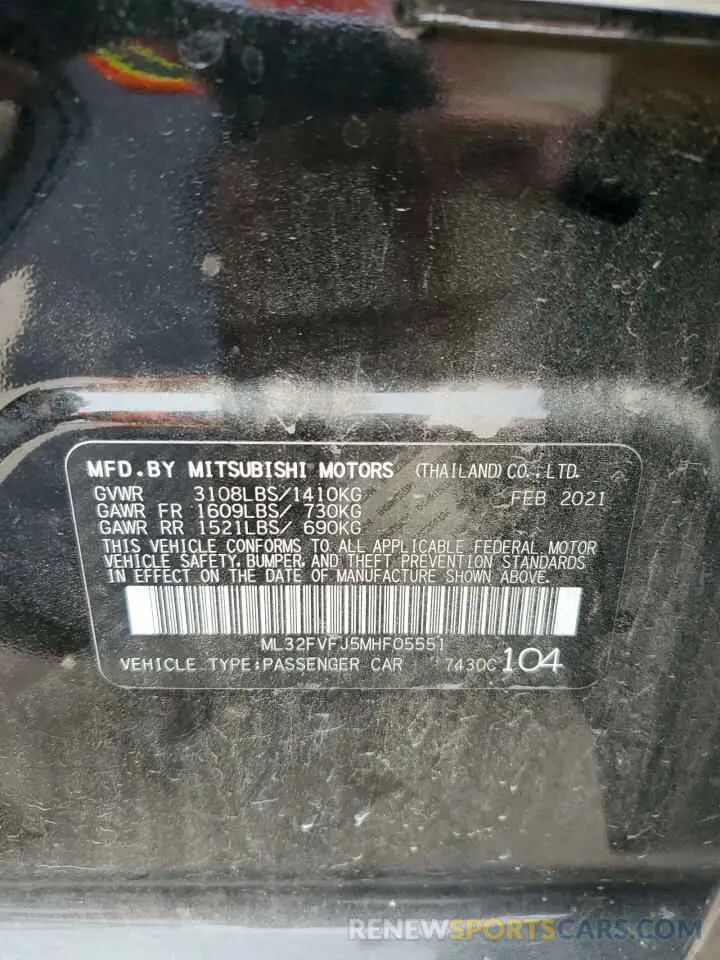 MFD.BY MITSUBISHI MOTORS (THAILAND) CO., LTD.
GVWR 3108LBS/1410KG FEB 2021
GAWR FR 1609LBS/ 730KG
GAWR RR 1521LBS/ 690KG
THIS VEHICLE CONFORMS TO ALL APPLICABLE FEDERAL MOTOR
VEHICLE SAFETY, BUMPER, AND THEFT PREVENTION STANDARDS
IN EFFECT ON THE DATE OF MANUFACTURE SHOWN ABOVE.
ML32FVFJ5MHF05551
VEHICLE TYPE:PASSENGER CAR 7430C 104
RENEWSPORTSCARS.COM